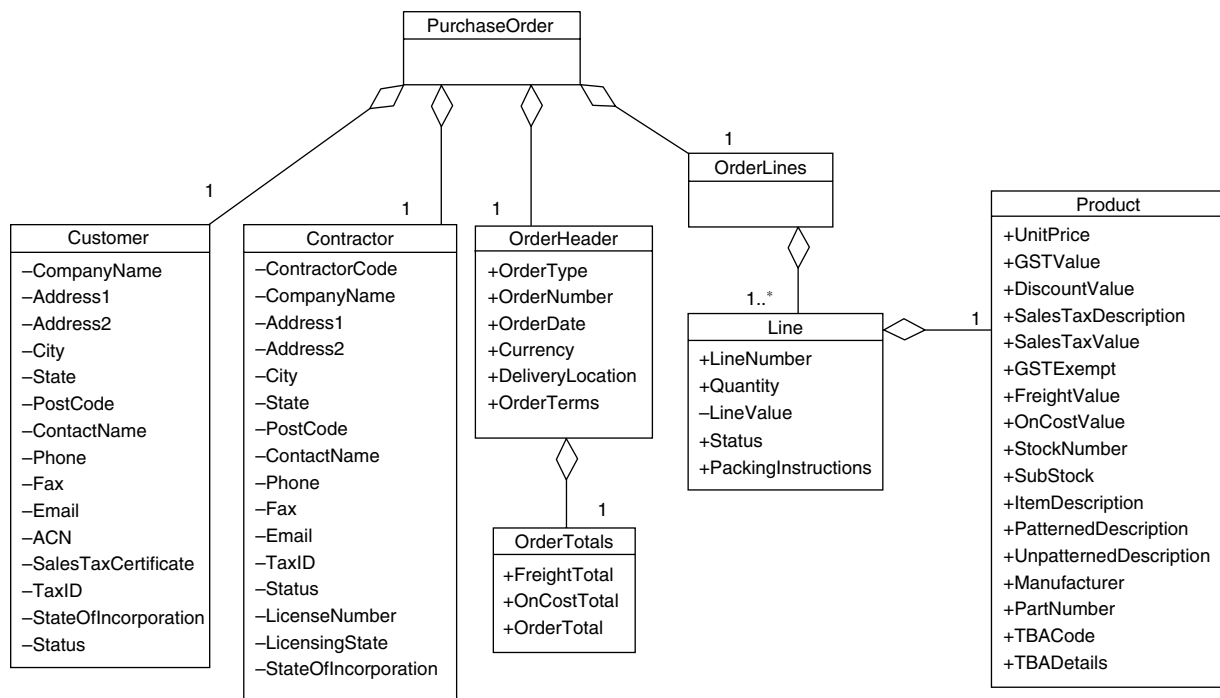 PurchaseOrder
1
OrderLines
1
1
1
Product
+UnitPrice
+GSTValue
+DiscountValue
+SalesTaxDescription
+SalesTaxValue
+GSTExempt
+FreightValue
+OnCostValue
+StockNumber
+SubStock
+ItemDescription
+PatternedDescription
+UnpatternedDescription
+Manufacturer
+PartNumber
+TBACode
+TBADetails
Customer
–CompanyName
–Address1
–Address2
–City
–State
–PostCode
–ContactName
–Phone
–Fax
–Email
–ACN
–SalesTaxCertificate
–TaxID
–StateOfIncorporation
–Status
Contractor
–ContractorCode
–CompanyName
–Address1
–Address2
–City
–State
–PostCode
–ContactName
–Phone
–Fax
–Email
–TaxID
–Status
–LicenseNumber
–LicensingState
–StateOfIncorporation
OrderHeader
+OrderType
+OrderNumber
+OrderDate
+Currency
+DeliveryLocation
+OrderTerms
1..*
1
Line
+LineNumber
+Quantity
–LineValue
+Status
+PackingInstructions
1
OrderTotals
+FreightTotal
+OnCostTotal
+OrderTotal